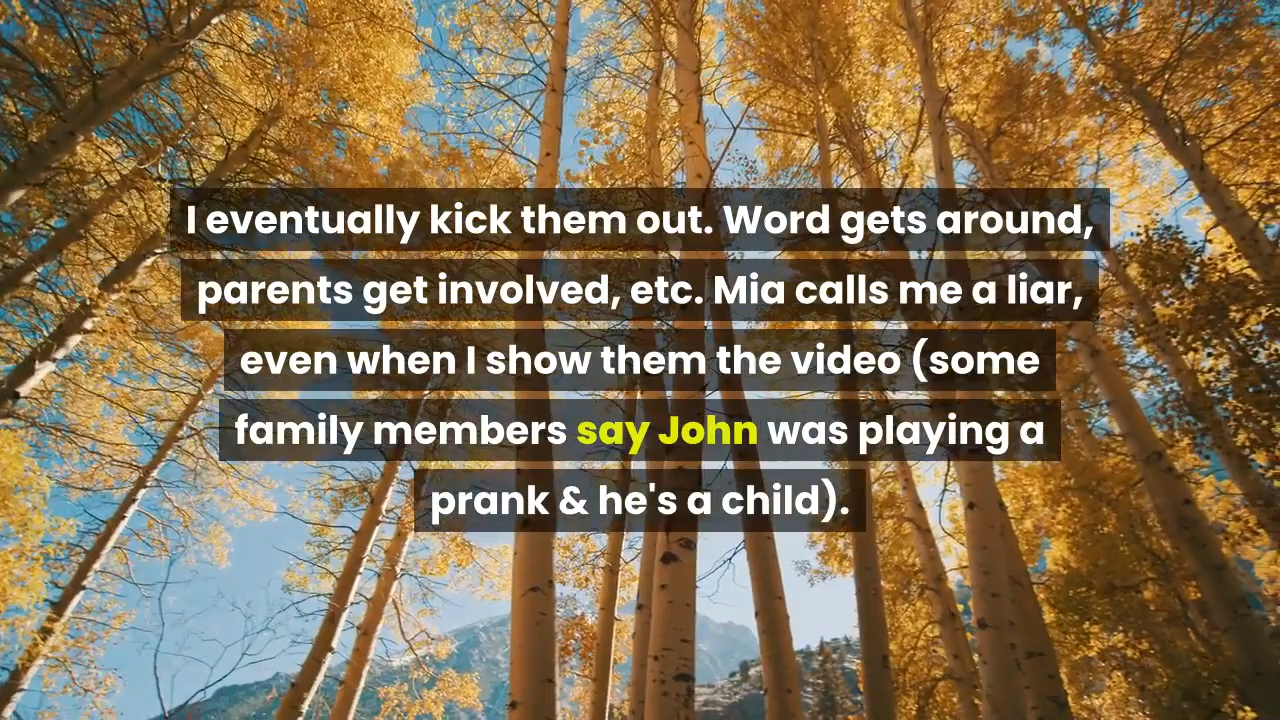 I eventually kick them out. Word gets around,
parents get involved, etc. Mia calls me a liar,
even when I show them the video (some
family members say John was playing a
prank & he's a child).